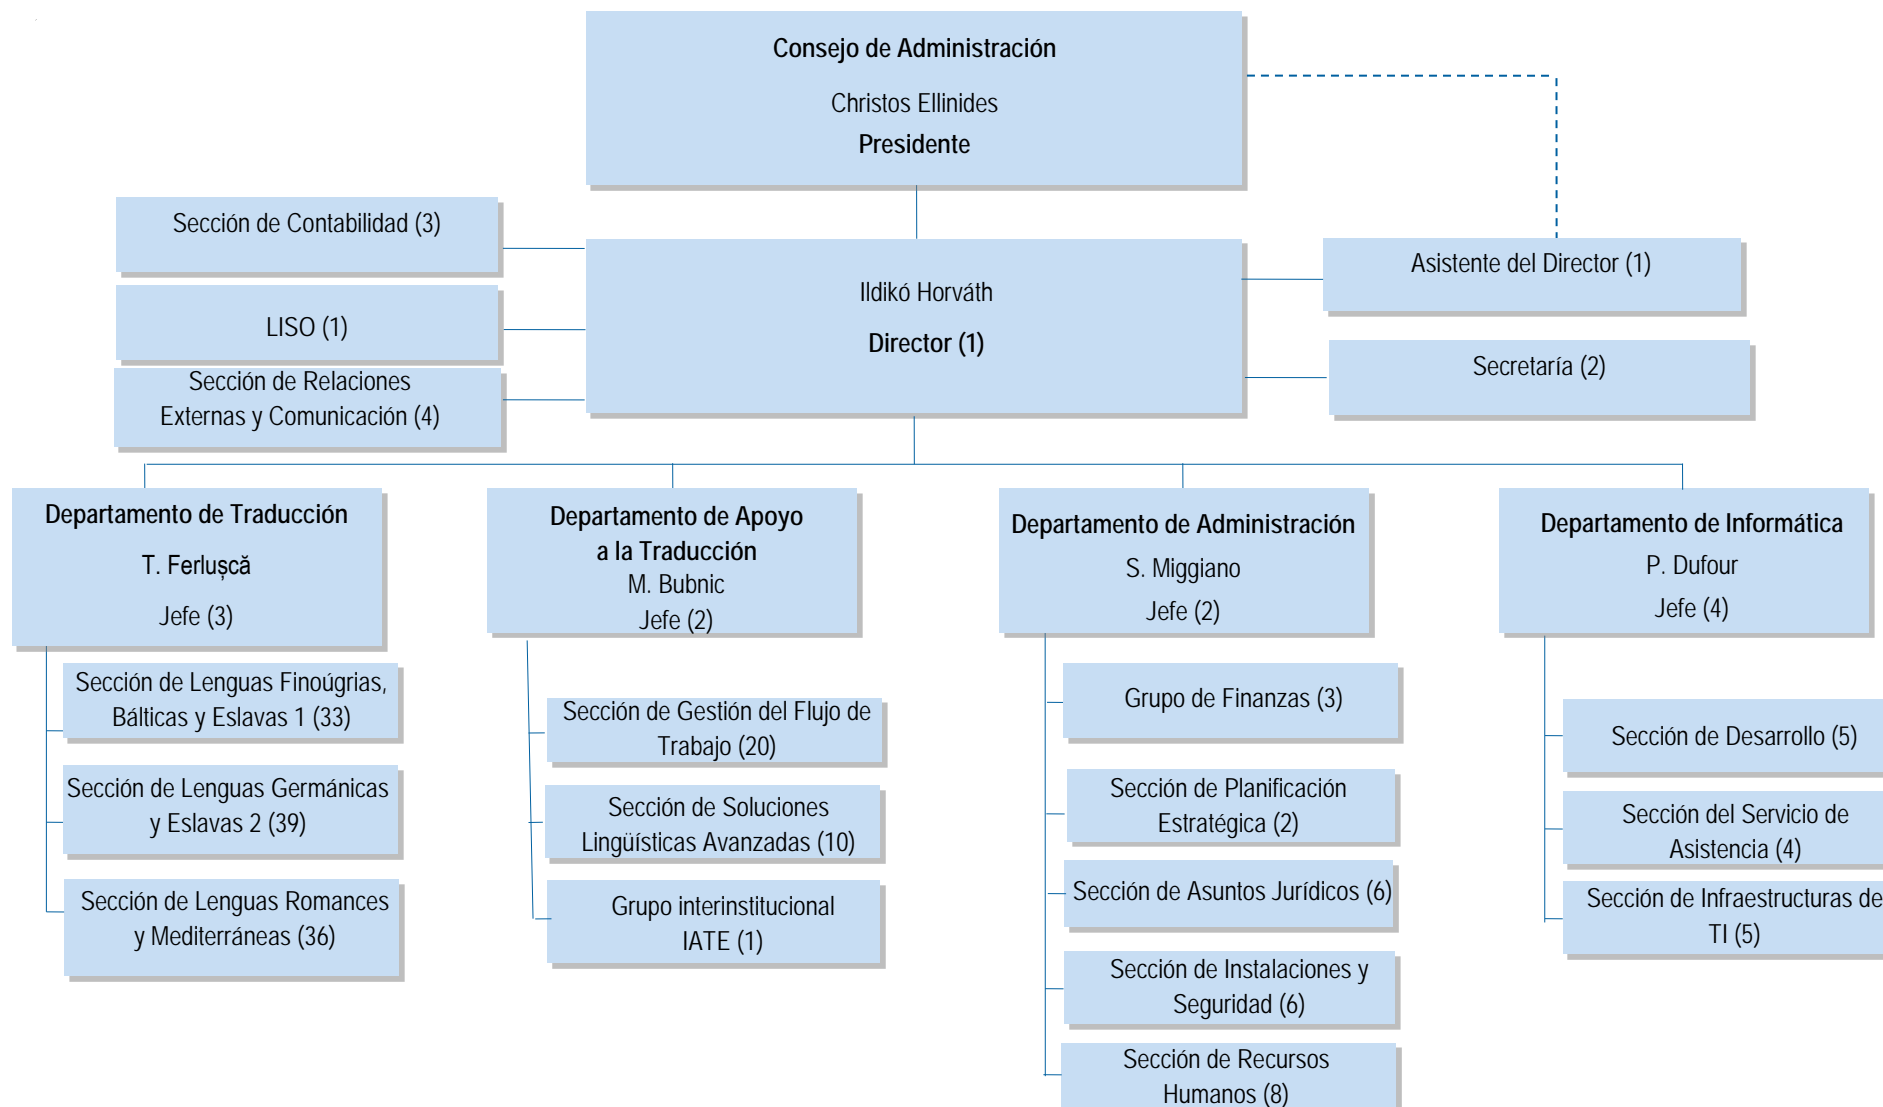 Consejo de Administración
Christos Ellinides
Presidente
Sección de Contabilidad (3)
LISO (1)
Sección de Relaciones
Externas y Comunicación (4)
Ildikó Horváth
Director (1)
Asistente del Director (1)
Secretaría (2)
Departamento de Traducción
T. Ferlușcă
Jefe (3)
Sección de Lenguas Finoúgrias,
Bálticas y Eslavas 1 (33)
Sección de Lenguas Germánicas
y Eslavas 2 (39)
Sección de Lenguas Romances
y Mediterráneas (36)
Departamento de Apoyo
a la Traducción
M. Bubnic
Jefe (2)
Sección de Gestión del Flujo de
Trabajo (20)
Sección de Soluciones
Lingüísticas Avanzadas (10)
Grupo interinstitucional
IATE (1)
Departamento de Administración
S. Miggiano
Jefe (2)
Grupo de Finanzas (3)
Sección de Planificación
Estratégica (2)
Sección de Asuntos Jurídicos (6)
Sección de Instalaciones y
Seguridad (6)
Sección de Recursos
Humanos (8)
Departamento de Informática
P. Dufour
Jefe (4)
Sección de Desarrollo (5)
Sección del Servicio de
Asistencia (4)
Sección de Infraestructuras de
TI (5)